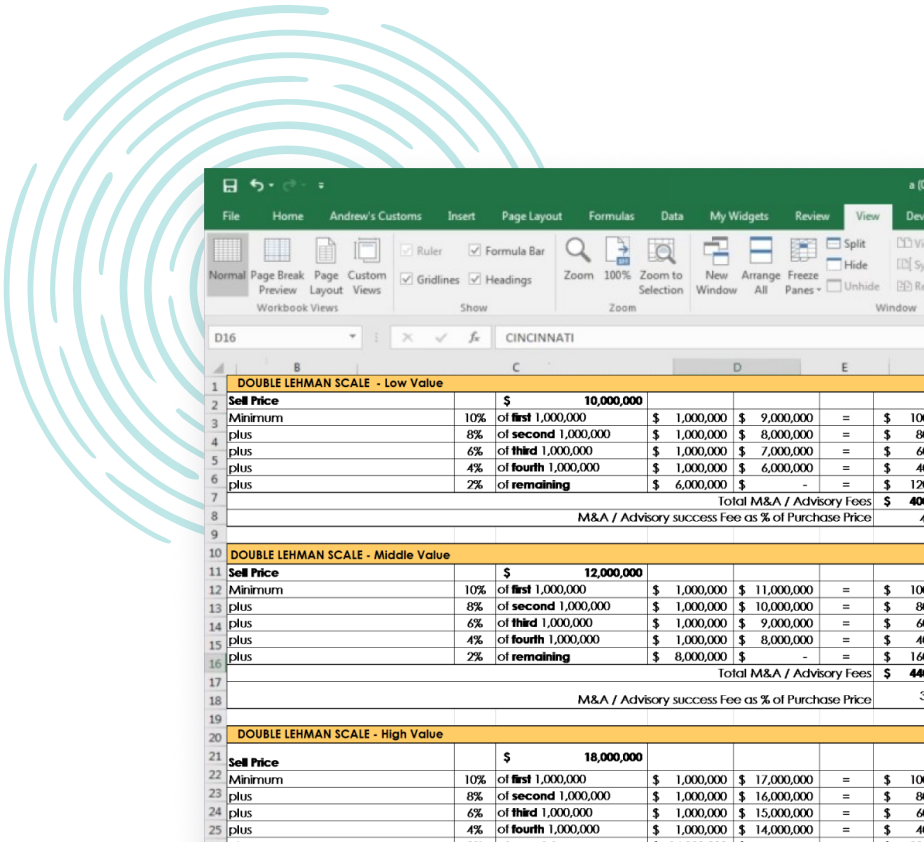 a (
File Home Andrew's Customs Insert Page Layout Formulas Data My Widgets Review View Dev
Normal Page Break Preview Page Layout Custom Views Ruler Formula Bar Gridlines Headings Zoom 100% Zoom to Selection New Window Arrange All Freeze Panes Split Hide Unhide
Workbook Views Show Zoom Window
D16 fx CINCINNATI
B C D E
1 DOUBLE LEHMAN SCALE - Low Value
2 Sell Price $ 10,000,000
3 Minimum 10% of first 1,000,000 $ 1,000,000 $ 9,000,000 = $
4 plus 8% of second 1,000,000 $ 1,000,000 $ 8,000,000 = $
5 plus 6% of third 1,000,000 $ 1,000,000 $ 7,000,000 = $
6 plus 4% of fourth 1,000,000 $ 1,000,000 $ 6,000,000 = $
plus 2% of remaining $ 6,000,000 $ - = $
7 Total M&A / Advisory Fees $
8 M&A / Advisory success Fee as % of Purchase Price
9
10 DOUBLE LEHMAN SCALE - Middle Value
11 Sell Price $ 12,000,000
12 Minimum 10% of first 1,000,000 $ 1,000,000 $ 11,000,000 = $
13 plus 8% of second 1,000,000 $ 1,000,000 $ 10,000,000 = $
14 plus 6% of third 1,000,000 $ 1,000,000 $ 9,000,000 = $
15 plus 4% of fourth 1,000,000 $ 1,000,000 $ 8,000,000 = $
16 plus 2% of remaining $ 8,000,000 $ - = $
17 Total M&A / Advisory Fees $
18 M&A / Advisory success Fee as % of Purchase Price
19
20 DOUBLE LEHMAN SCALE - High Value
21 Sell Price $ 18,000,000
22 Minimum 10% of first 1,000,000 $ 1,000,000 $ 17,000,000 = $
23 plus 8% of second 1,000,000 $ 1,000,000 $ 16,000,000 = $
24 plus 6% of third 1,000,000 $ 1,000,000 $ 15,000,000 = $
25 plus 4% of fourth 1,000,000 $ 1,000,000 $ 14,000,000 = $